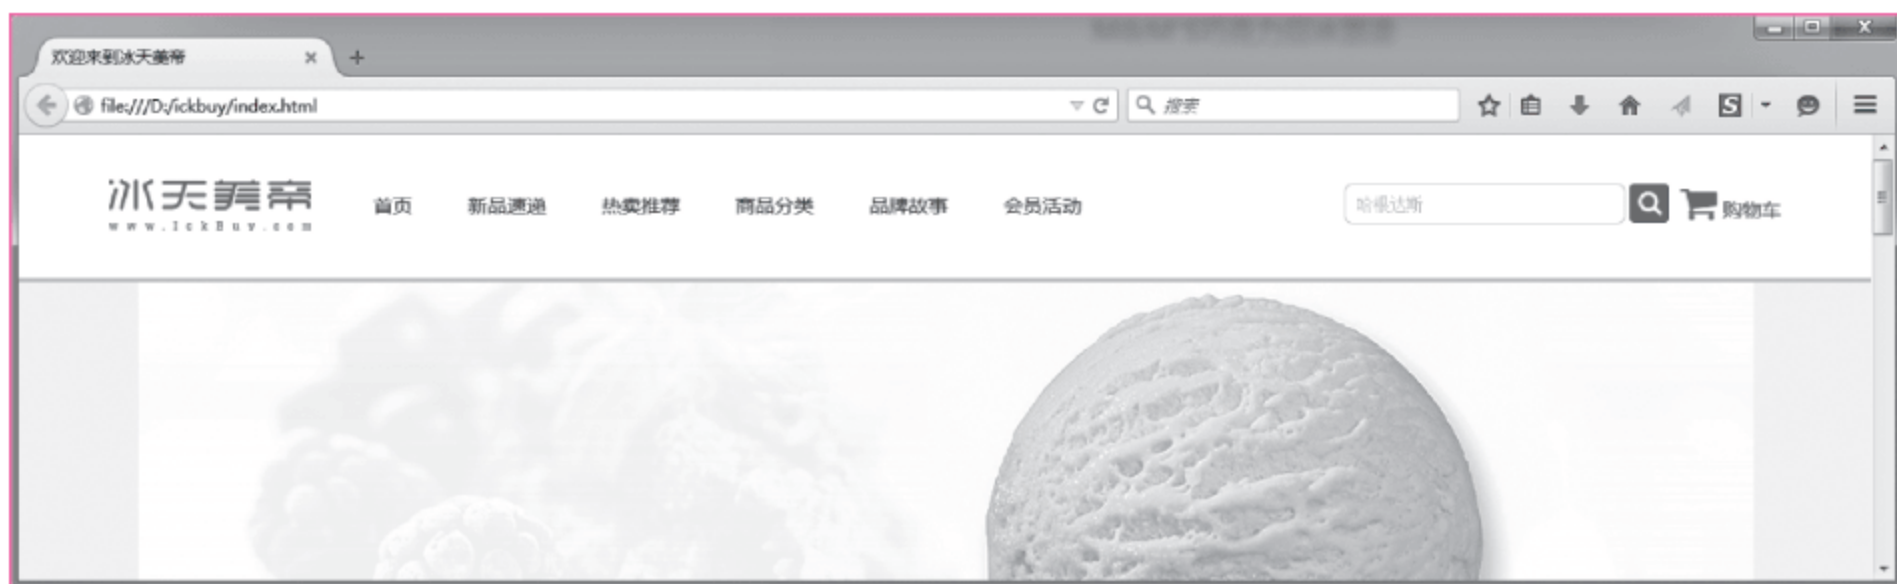 欢迎来到冰天美帝
file:///D:/ickbuy/index.html
搜索
冰天美帝
www.IckBuy.com
首页 新品速递 热卖推荐 商品分类 品牌故事 会员活动
哈根达斯
购物车